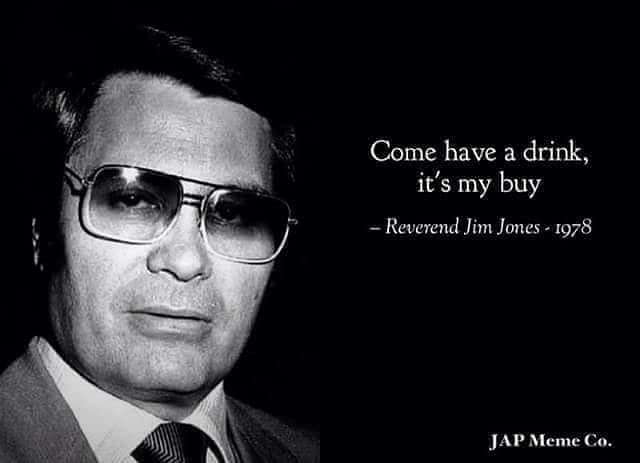 Come have a drink,
it's my buy
– Reverend Jim Jones - 1978
JAP Meme Co.